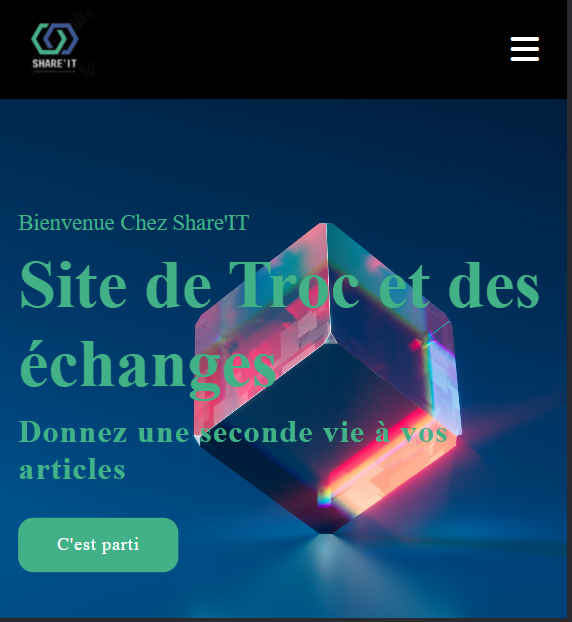 SHARE'IT
Bienvenue Chez Share'IT
Site de Troc et des
échanges
Donnez une seconde vie à vos
articles
C'est parti